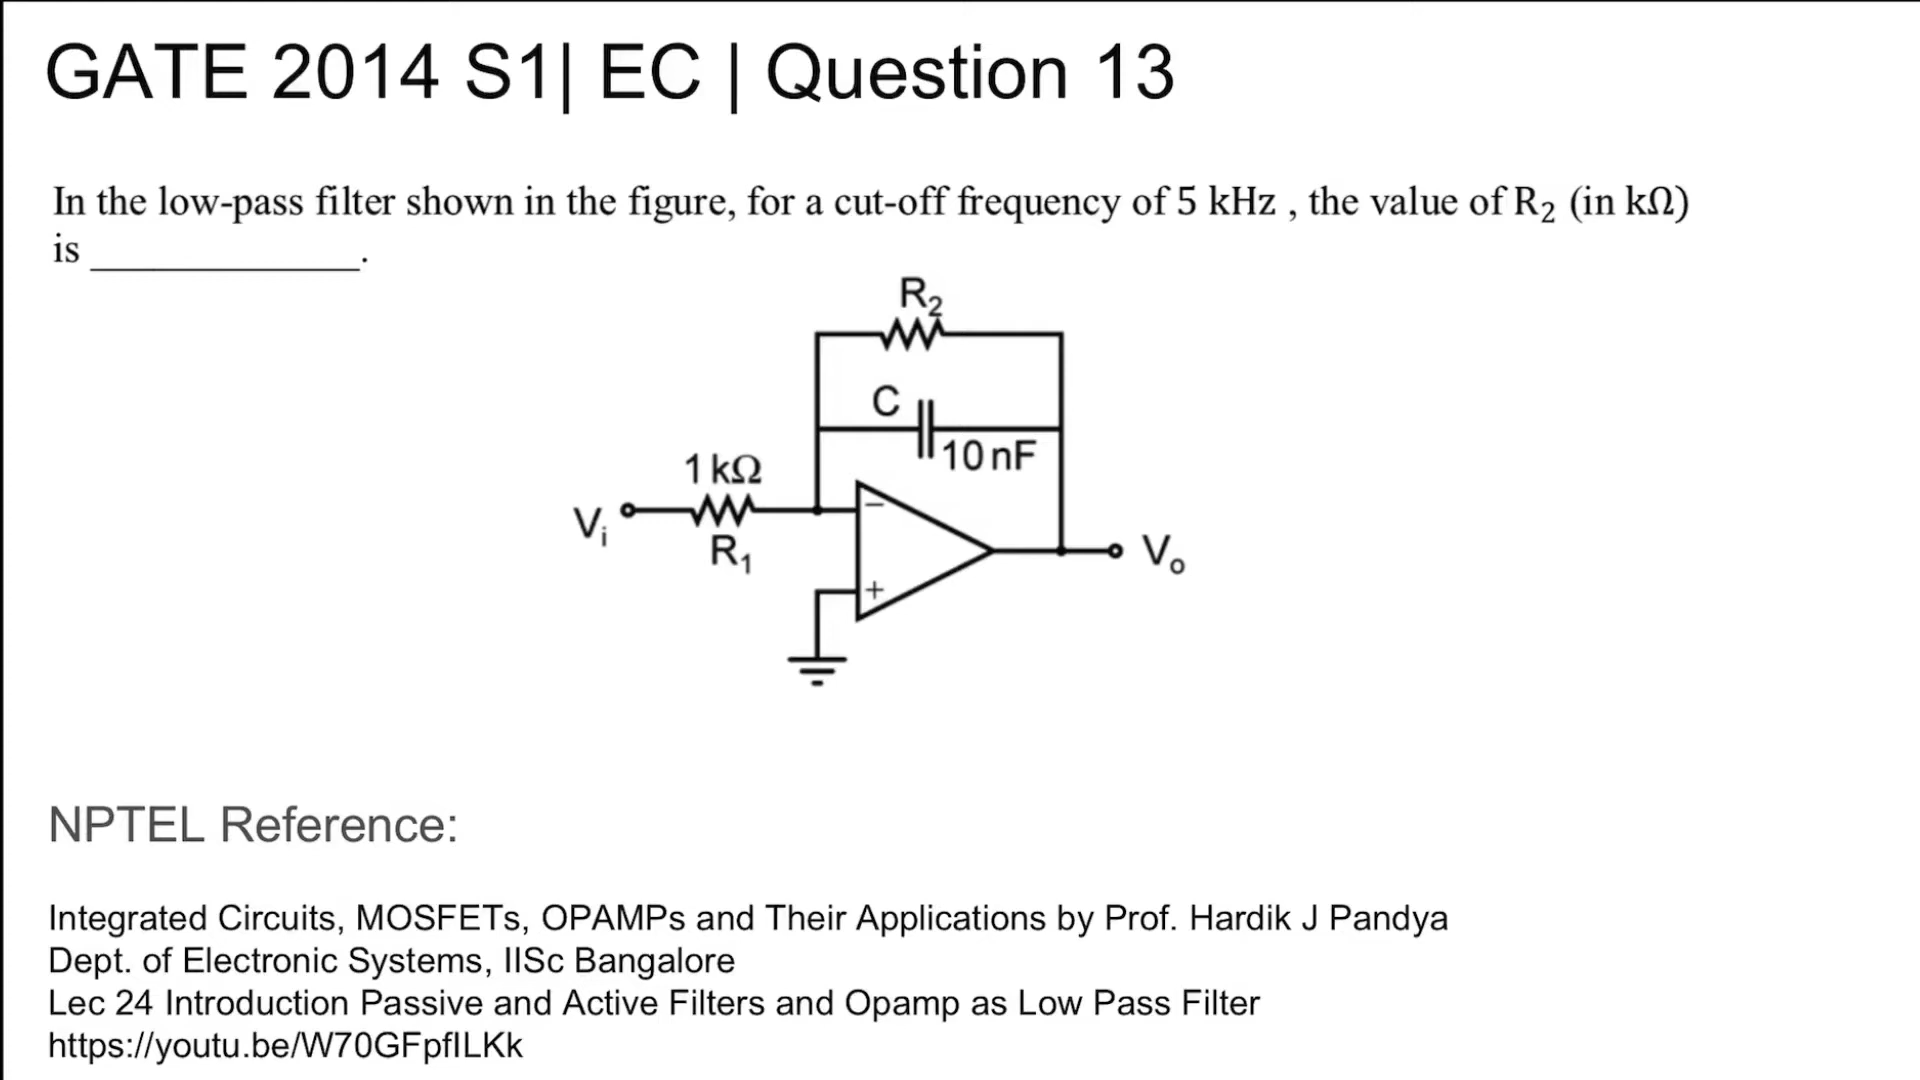 GATE 2014 S1| EC | Question 13
In the low-pass filter shown in the figure, for a cut-off frequency of 5 kHz , the value of R₂ (in kΩ)
is ______________.
R₂
C
10 nF
1 kΩ
Vᵢ
R₁
−
+
Vₒ
NPTEL Reference:
Integrated Circuits, MOSFETs, OPAMPs and Their Applications by Prof. Hardik J Pandya
Dept. of Electronic Systems, IISc Bangalore
Lec 24 Introduction Passive and Active Filters and Opamp as Low Pass Filter
https://youtu.be/W70GFpfILKk